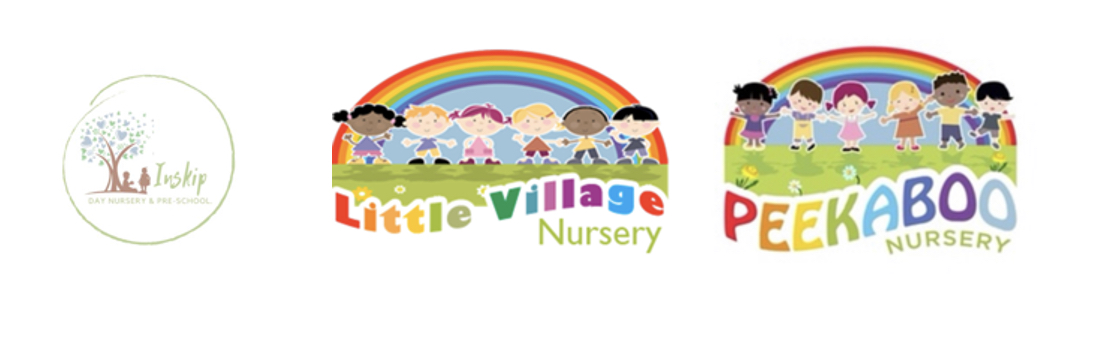 Inskip
DAY NURSERY & PRE-SCHOOL.
Little Village
Nursery
PEEKABOO
NURSERY